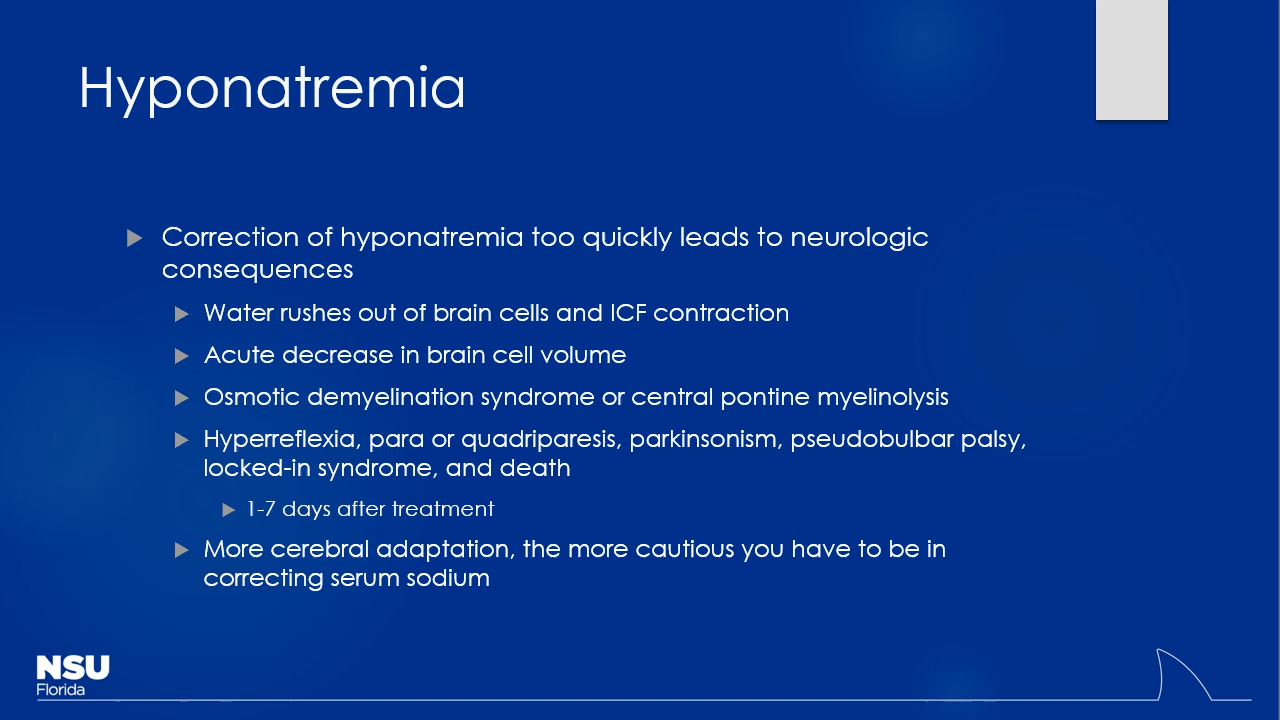 Hyponatremia
Correction of hyponatremia too quickly leads to neurologic
consequences
Water rushes out of brain cells and ICF contraction
Acute decrease in brain cell volume
Osmotic demyelination syndrome or central pontine myelinolysis
Hyperreflexia, para or quadriparesis, parkinsonism, pseudobulbar palsy,
locked-in syndrome, and death
1-7 days after treatment
More cerebral adaptation, the more cautious you have to be in
correcting serum sodium
NSU
Florida